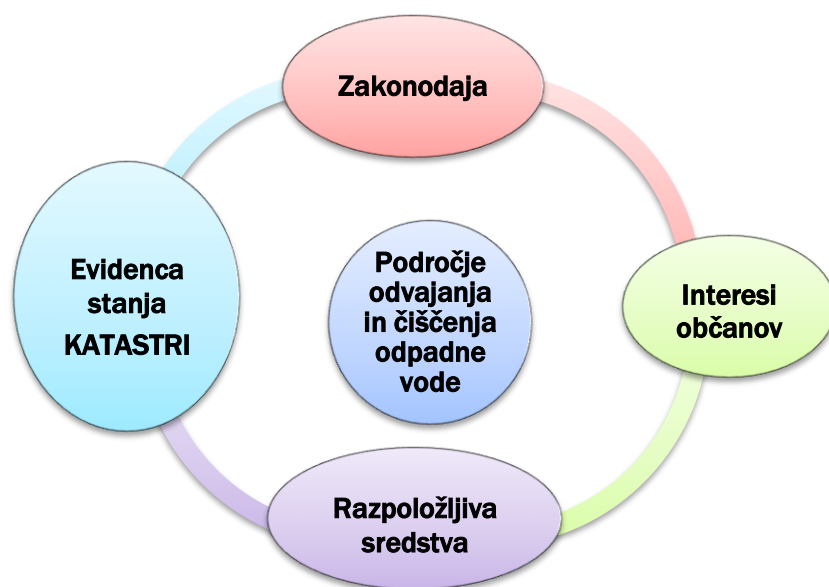 Zakonodaja
Evidenca
stanja
KATASTRI
Področje
odvajanja
in čiščenja
odpadne
vode
Interesi
občanov
Razpoložljiva
sredstva